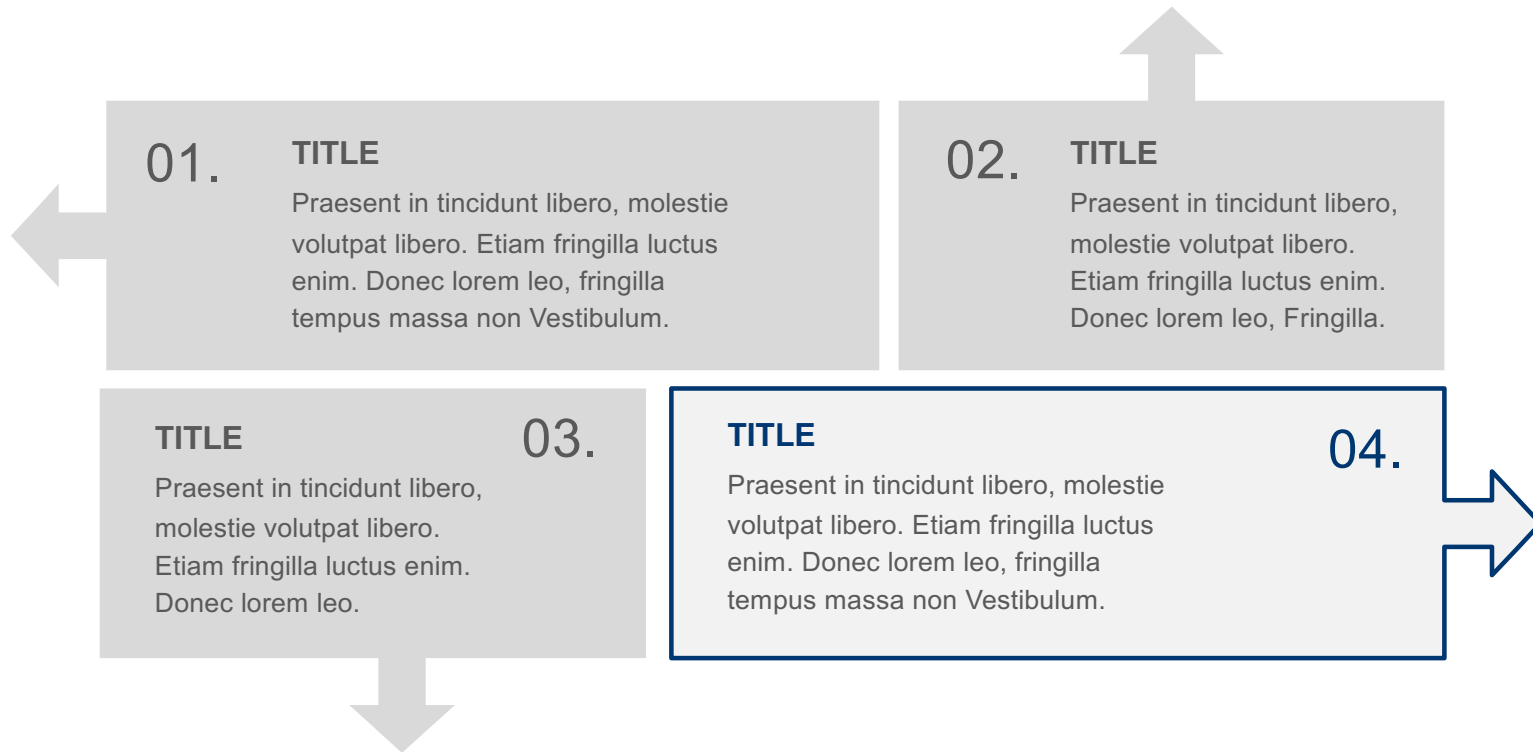 01.
TITLE
Praesent in tincidunt libero, molestie
volutpat libero. Etiam fringilla luctus
enim. Donec lorem leo, fringilla
tempus massa non Vestibulum.
02.
TITLE
Praesent in tincidunt libero,
molestie volutpat libero.
Etiam fringilla luctus enim.
Donec lorem leo, Fringilla.
TITLE
03.
Praesent in tincidunt libero,
molestie volutpat libero.
Etiam fringilla luctus enim.
Donec lorem leo.
TITLE
04.
Praesent in tincidunt libero, molestie
volutpat libero. Etiam fringilla luctus
enim. Donec lorem leo, fringilla
tempus massa non Vestibulum.